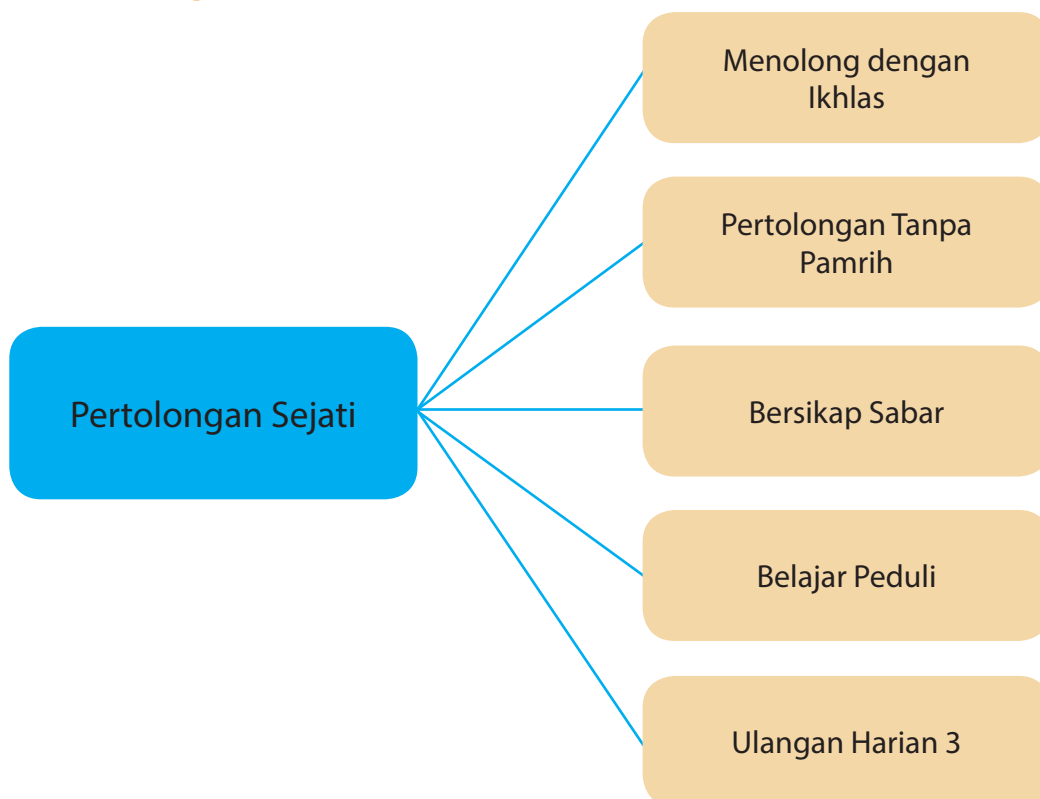 Pertolongan Sejati
Menolong dengan
Ikhlas
Pertolongan Tanpa
Pamrih
Bersikap Sabar
Belajar Peduli
Ulangan Harian 3